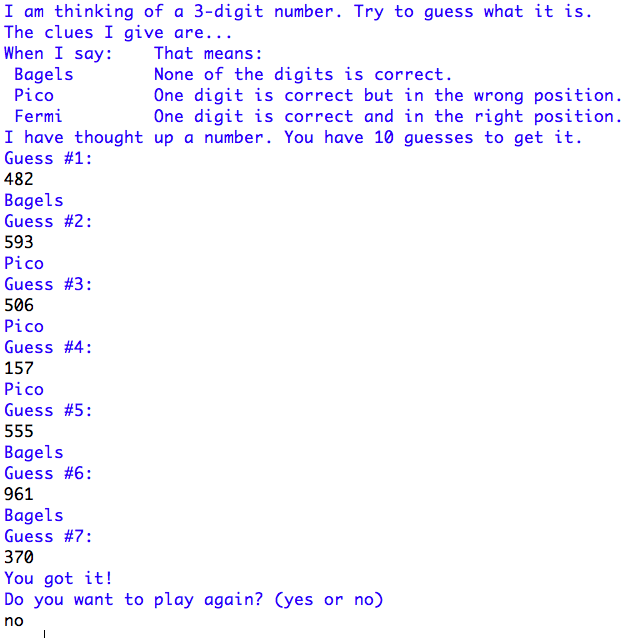 I am thinking of a 3-digit number. Try to guess what it is.
The clues I give are...
When I say:    That means:
 Bagels        None of the digits is correct.
 Pico          One digit is correct but in the wrong position.
 Fermi         One digit is correct and in the right position.
I have thought up a number. You have 10 guesses to get it.
Guess #1:
482
Bagels
Guess #2:
593
Pico
Guess #3:
506
Pico
Guess #4:
157
Pico
Guess #5:
555
Bagels
Guess #6:
961
Bagels
Guess #7:
370
You got it!
Do you want to play again? (yes or no)
no